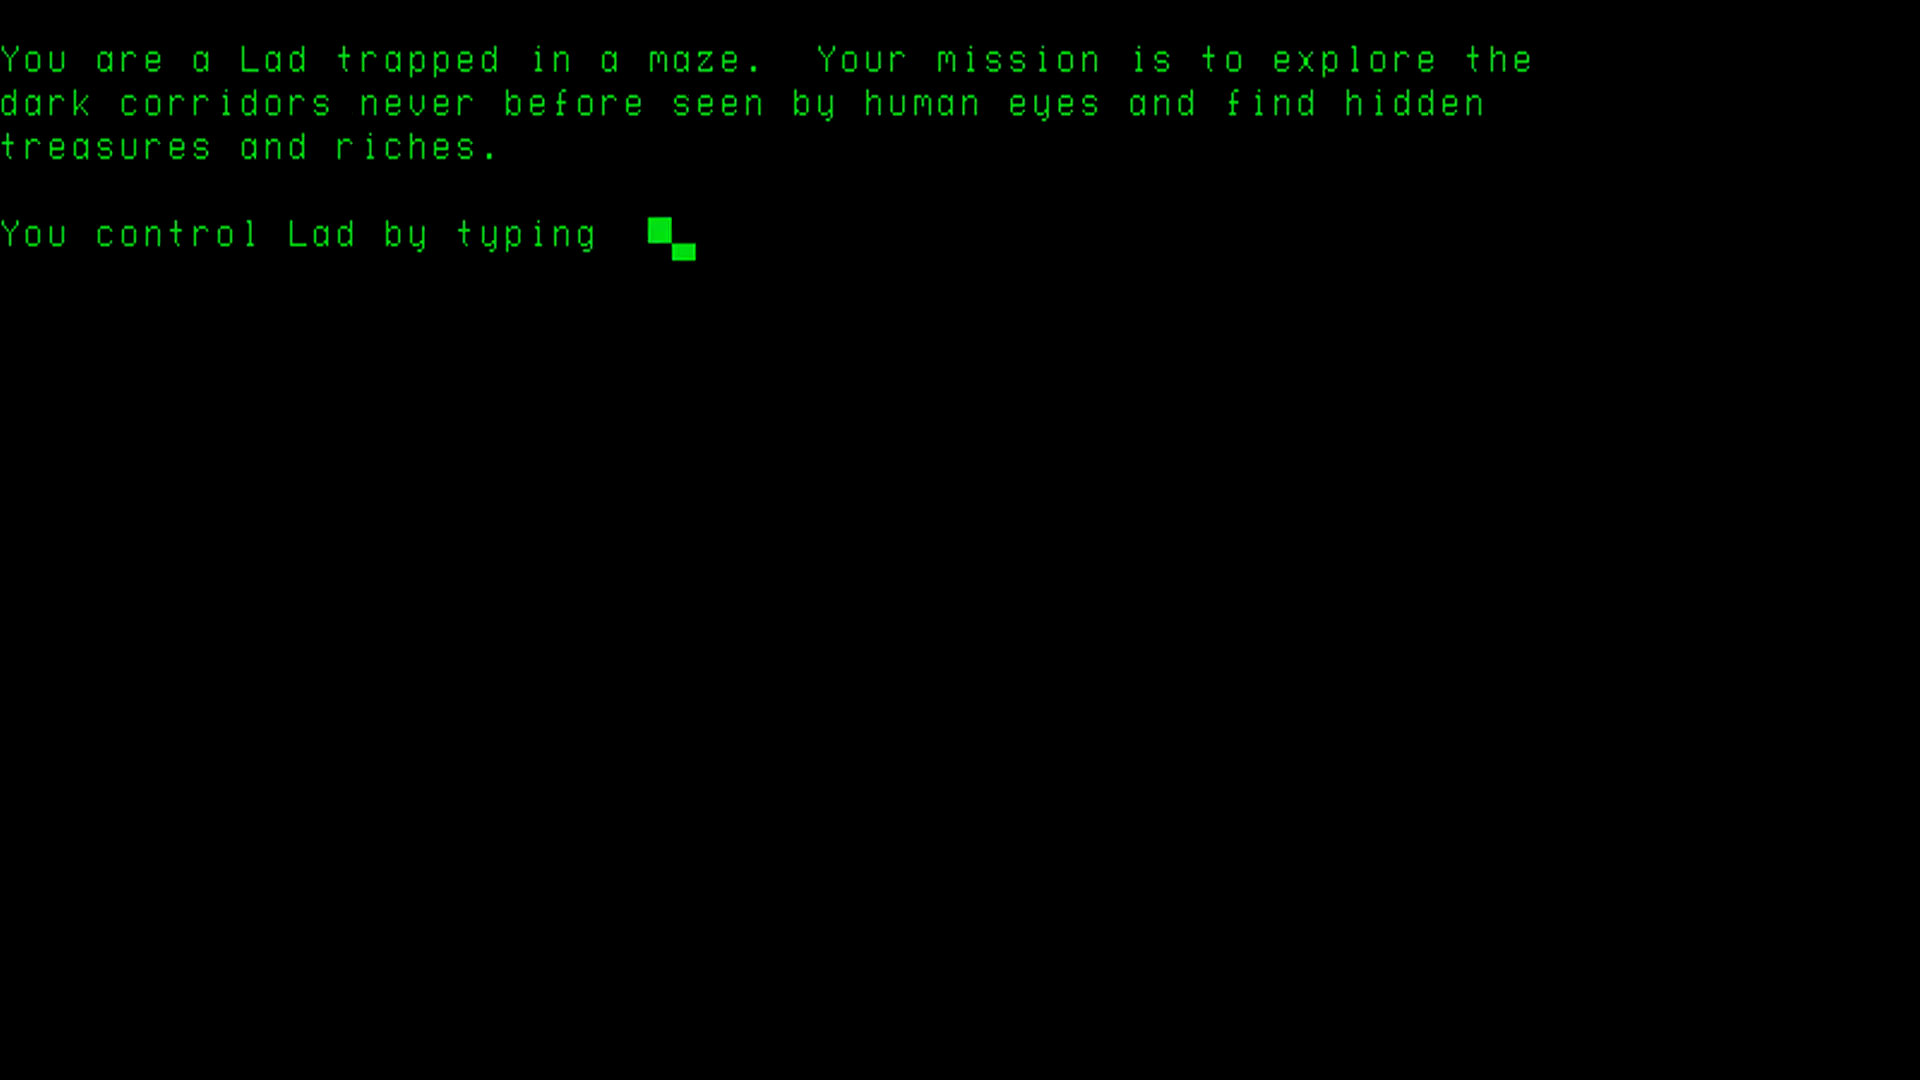 You are a Lad trapped in a maze.  Your mission is to explore the
dark corridors never before seen by human eyes and find hidden
treasures and riches.
You control Lad by typing